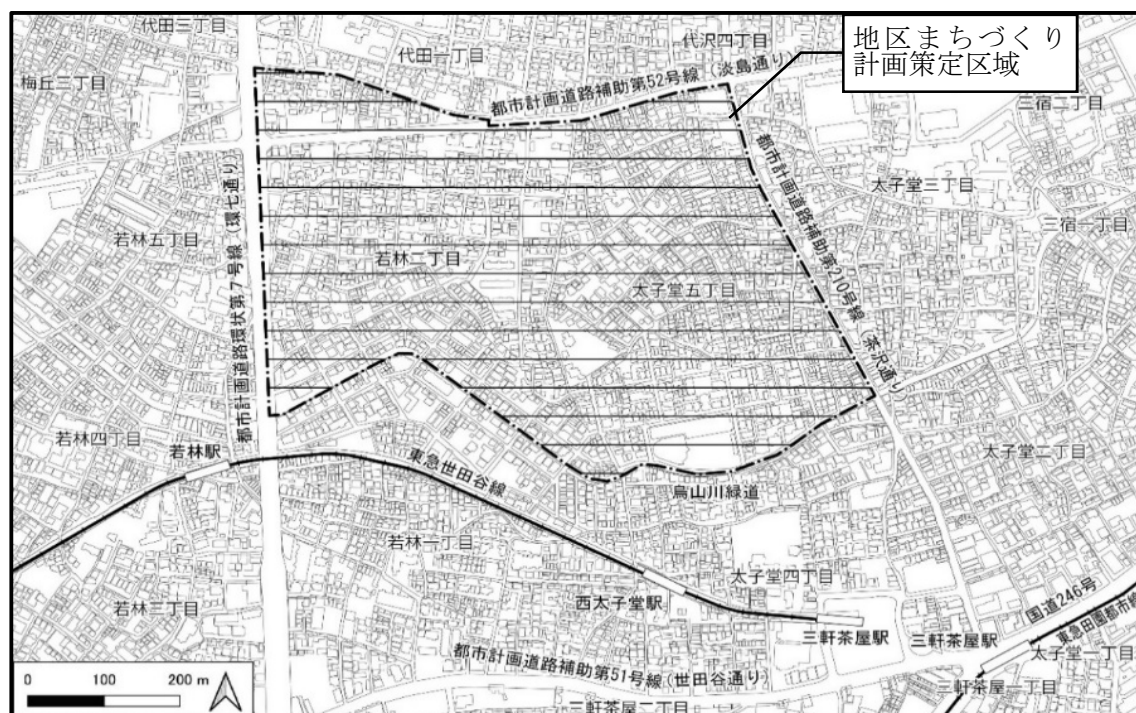 代田三丁目
代田一丁目
代沢四丁目
地区まちづくり
計画策定区域
梅丘三丁目
都市計画道路補助第52号線（淡島通り）
三宿二丁目
都市計画道路補助第210号線（茶沢通り）
太子堂三丁目
三宿一丁目
都市計画道路環状第7号線（環七通り）
若林五丁目
若林二丁目
太子堂五丁目
若林四丁目
若林駅
東急世田谷線
太子堂二丁目
烏山川緑道
若林一丁目
太子堂四丁目
若林三丁目
西太子堂駅
三軒茶屋駅
三軒茶屋駅
国道246号
東急田園都市線
太子堂一丁目
都市計画道路補助第51号線（世田谷通り）
三軒茶屋一丁目
三軒茶屋二丁目
0 100 200 m